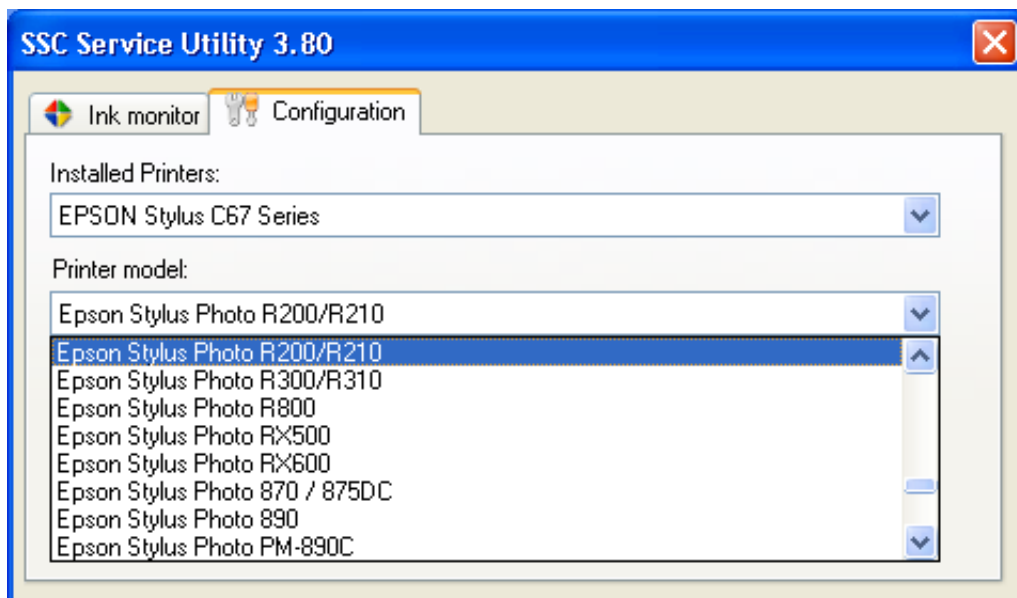 SSC Service Utility 3.80
Ink monitor Configuration
Installed Printers:
EPSON Stylus C67 Series
Printer model:
Epson Stylus Photo R200/R210
Epson Stylus Photo R200/R210
Epson Stylus Photo R300/R310
Epson Stylus Photo R800
Epson Stylus Photo RX500
Epson Stylus Photo RX600
Epson Stylus Photo 870 / 875DC
Epson Stylus Photo 890
Epson Stylus Photo PM-890C